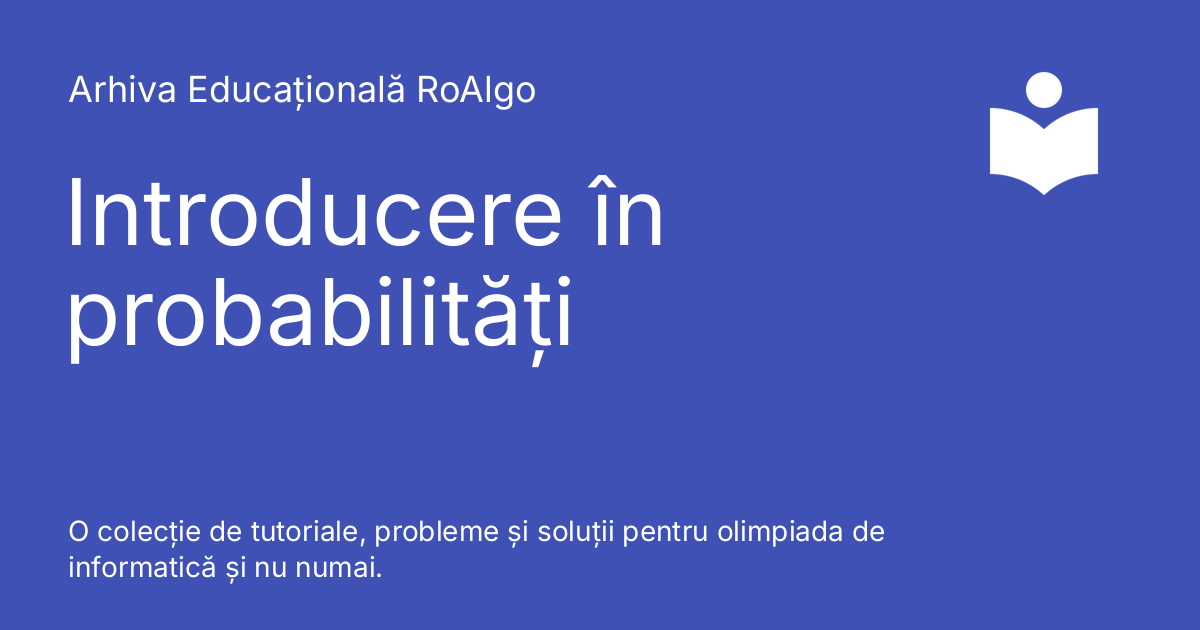 Arhiva Educațională RoAlgo
Introducere în
probabilități
O colecție de tutoriale, probleme și soluții pentru olimpiada de
informatică și nu numai.